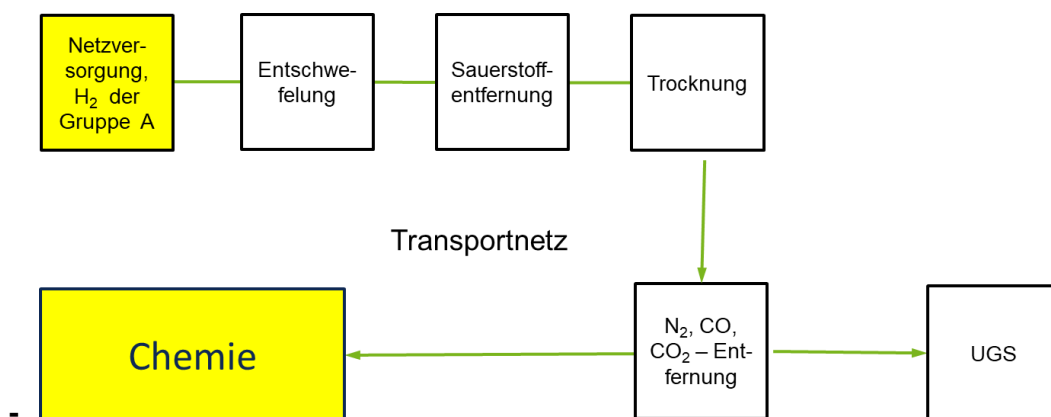 Netzver-
sorgung,
H₂ der
Gruppe A
Entschwe-
felung
Sauerstoff-
entfernung
Trocknung
Transportnetz
Chemie
N₂, CO,
CO₂ – Ent-
fernung
UGS
-